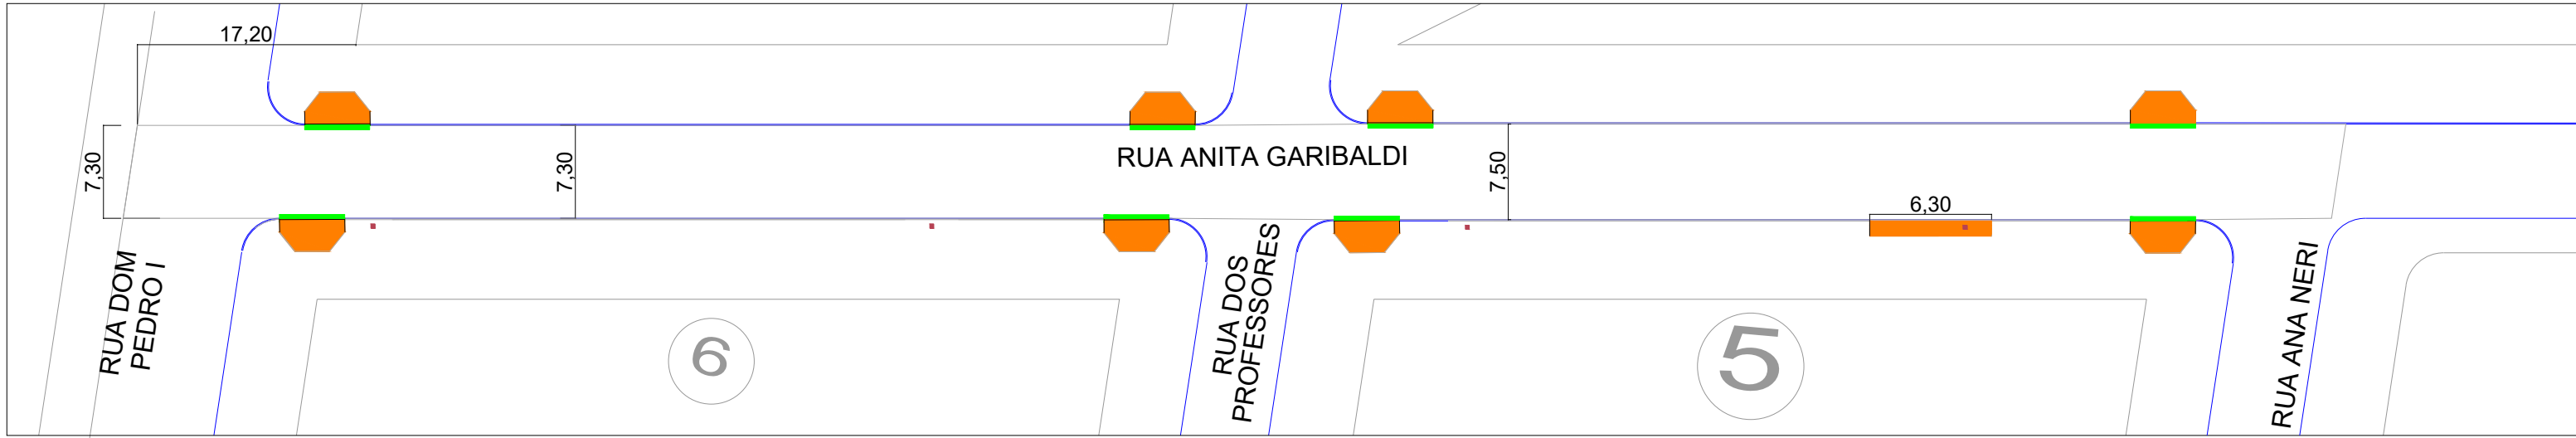 17,20
7,30
7,30
RUA ANITA GARIBALDI
7,50
6,30
RUA DOM
PEDRO I
6
RUA DOS
PROFESSORES
5
RUA ANA NERI